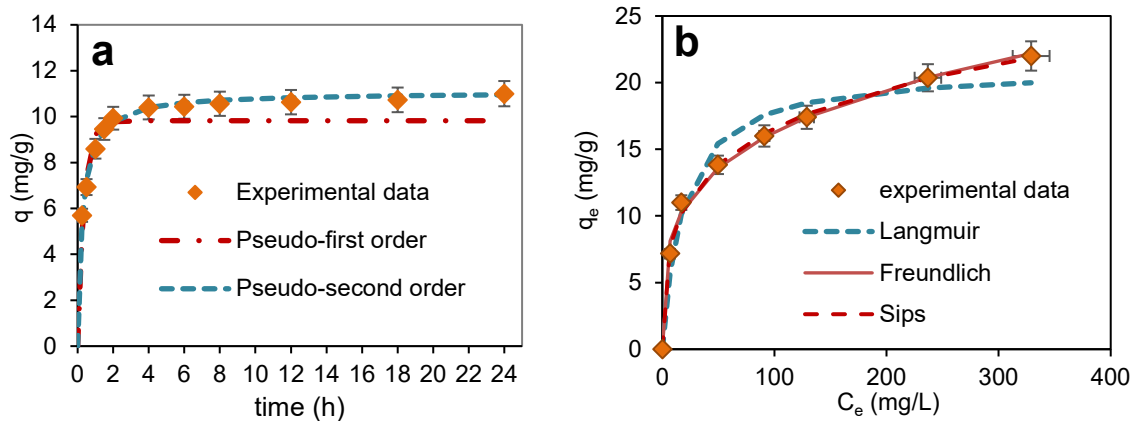 a
14
12
10
8
6
4
2
0
q (mg/g)
Experimental data
Pseudo-first order
Pseudo-second order
0 2 4 6 8 10 12 14 16 18 20 22 24
time (h)
b
25
20
15
10
5
0
qₑ (mg/g)
experimental data
Langmuir
Freundlich
Sips
0 100 200 300 400
Cₑ (mg/L)